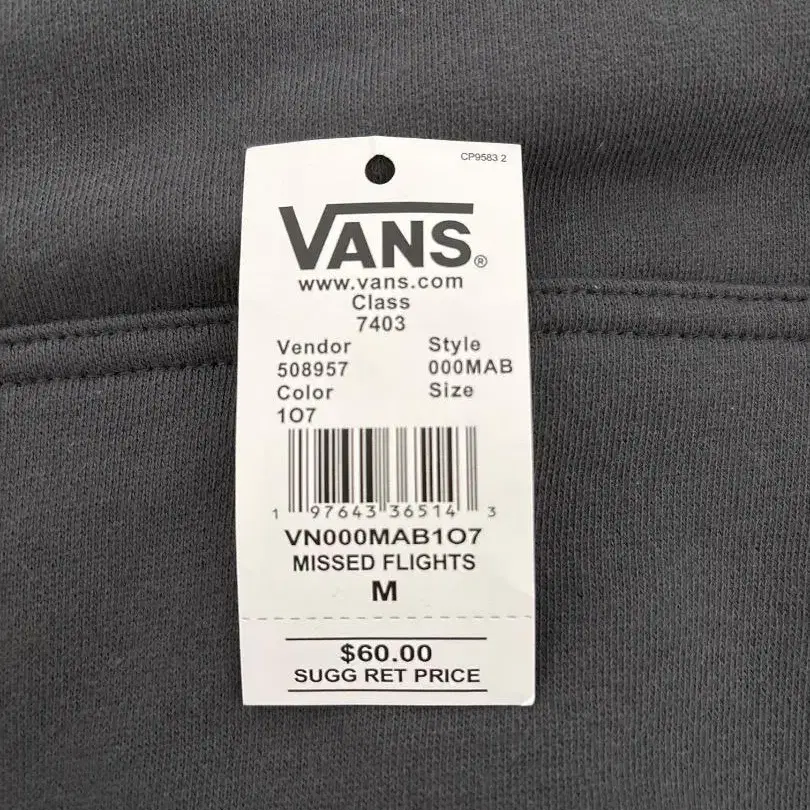 CP9583 2
VANS®
www.vans.com
Class
7403
Vendor Style
508957 000MAB
Color Size
1O7
1 97643 36514 3
VN000MAB1O7
MISSED FLIGHTS
M
$60.00
SUGG RET PRICE